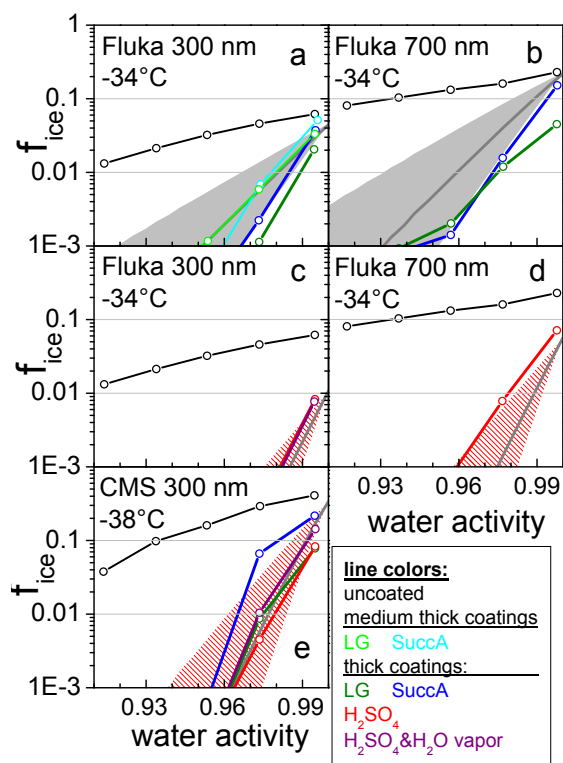 Fluka 300 nm
-34°C
a
Fluka 700 nm
-34°C
b
1
0.1
0.01
1E-3
f_ice
Fluka 300 nm
-34°C
c
Fluka 700 nm
-34°C
d
0.1
0.01
1E-3
f_ice
0.93 0.96 0.99
water activity
CMS 300 nm
-38°C
e
0.1
0.01
1E-3
f_ice
0.93 0.96 0.99
water activity
line colors:
uncoated
medium thick coatings
LG SuccA
thick coatings:
LG SuccA
H₂SO₄
H₂SO₄&H₂O vapor